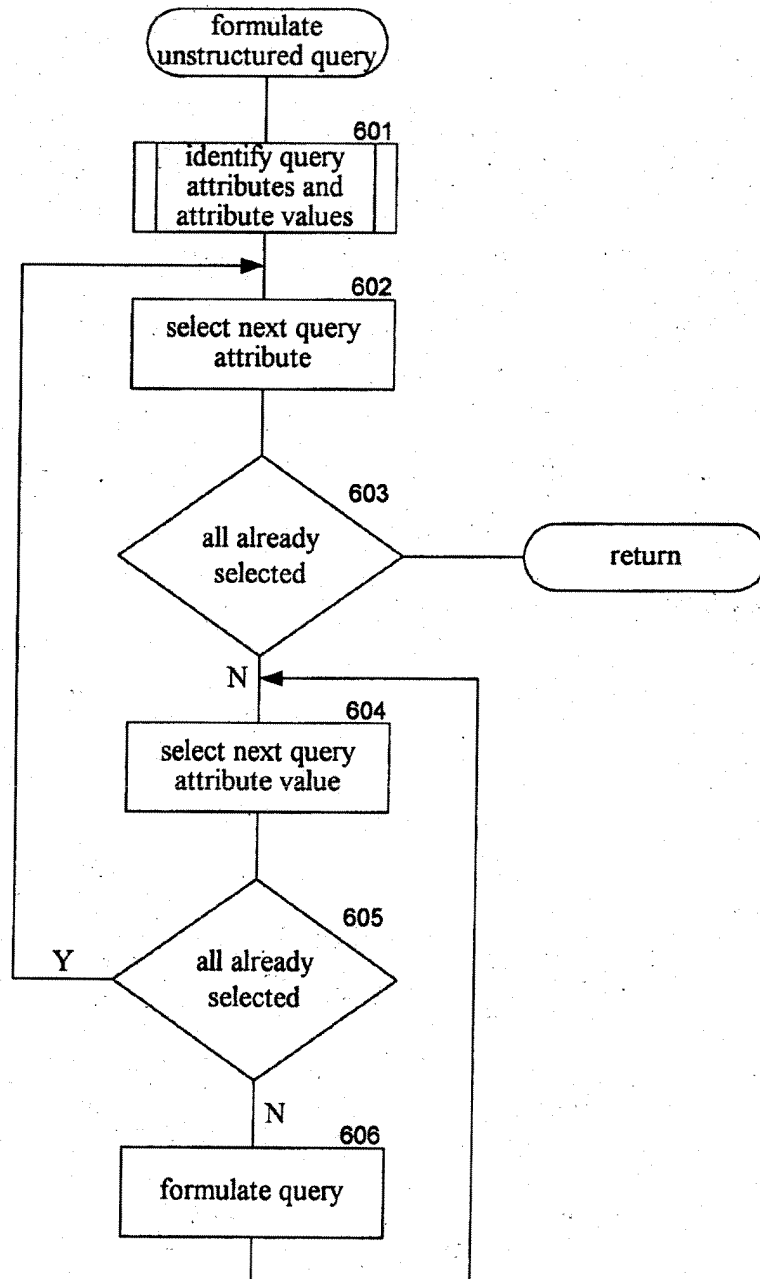 formulate
unstructured query
601
identify query
attributes and
attribute values
602
select next query
attribute
603
all already
selected
return
N
604
select next query
attribute value
605
Y
all already
selected
N
606
formulate query